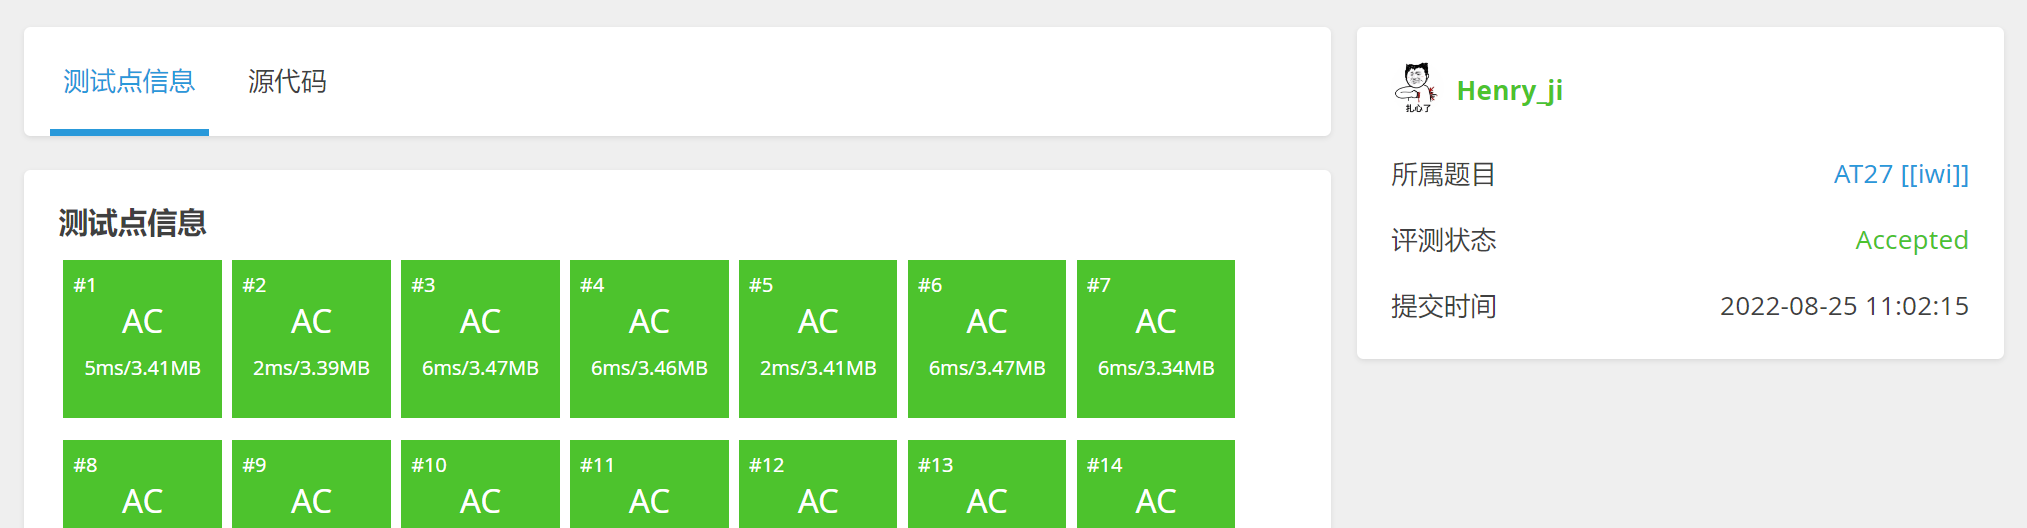 测试点信息 源代码
测试点信息
#1 #2 #3 #4 #5 #6 #7
AC AC AC AC AC AC AC
5ms/3.41MB 2ms/3.39MB 6ms/3.47MB 6ms/3.46MB 2ms/3.41MB 6ms/3.47MB 6ms/3.34MB
#8 #9 #10 #11 #12 #13 #14
AC AC AC AC AC AC AC
扎心了
Henry_ji
所属题目 AT27 [[iwi]]
评测状态 Accepted
提交时间 2022-08-25 11:02:15